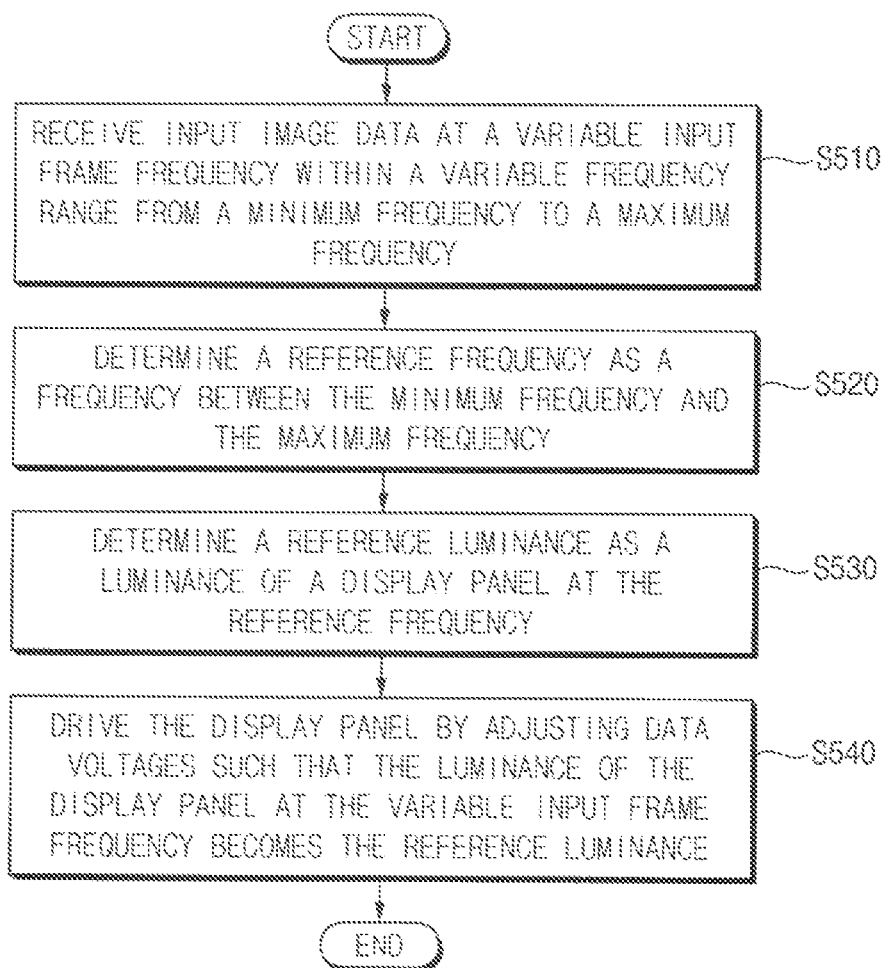 START
RECEIVE INPUT IMAGE DATA AT A VARIABLE INPUT
FRAME FREQUENCY WITHIN A VARIABLE FREQUENCY
RANGE FROM A MINIMUM FREQUENCY TO A MAXIMUM
FREQUENCY
S510
DETERMINE A REFERENCE FREQUENCY AS A
FREQUENCY BETWEEN THE MINIMUM FREQUENCY AND
THE MAXIMUM FREQUENCY
S520
DETERMINE A REFERENCE LUMINANCE AS A
LUMINANCE OF A DISPLAY PANEL AT THE
REFERENCE FREQUENCY
S530
DRIVE THE DISPLAY PANEL BY ADJUSTING DATA
VOLTAGES SUCH THAT THE LUMINANCE OF THE
DISPLAY PANEL AT THE VARIABLE INPUT FRAME
FREQUENCY BECOMES THE REFERENCE LUMINANCE
S540
END